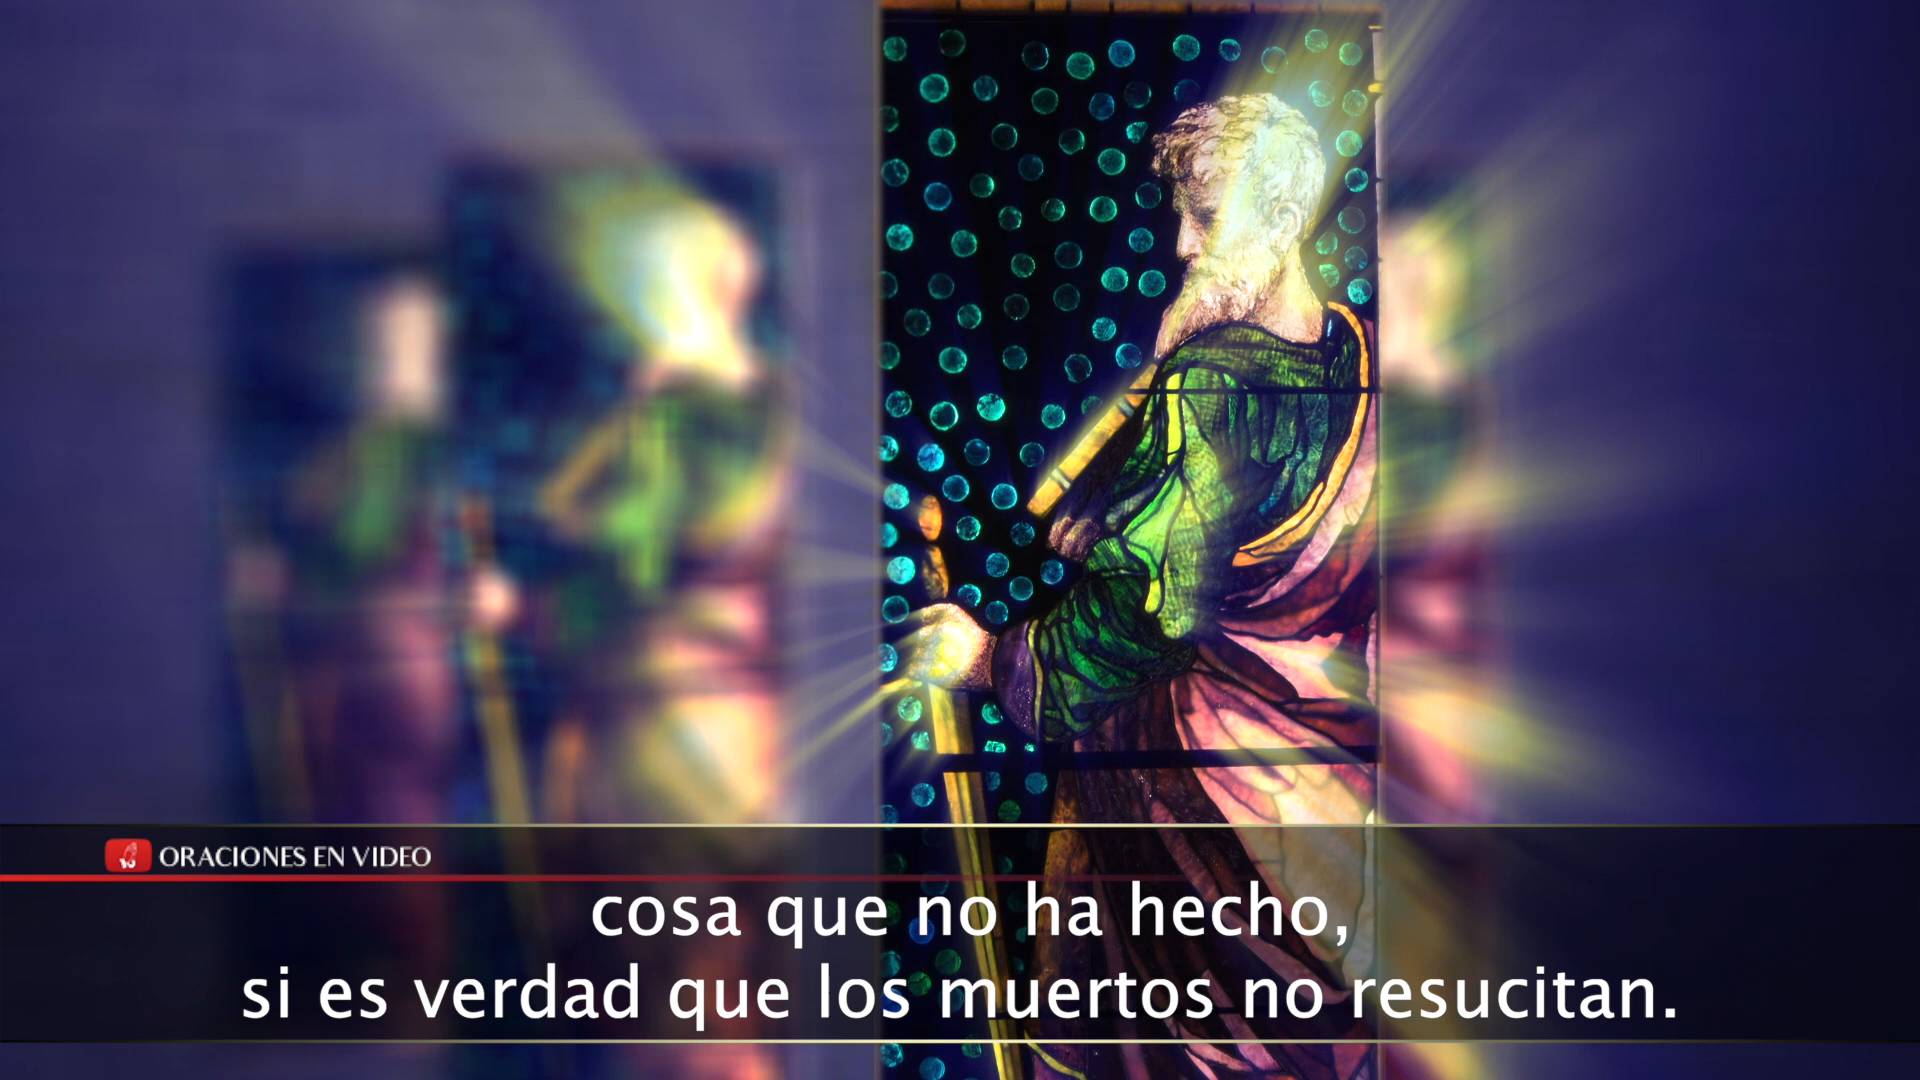 ORACIONES EN VIDEO
cosa que no ha hecho,
si es verdad que los muertos no resucitan.